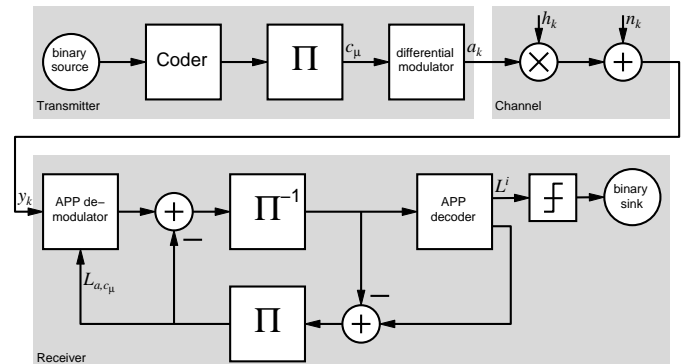 h_k
n_k
binary
source
Coder
Π
c_μ
differential
modulator
a_k
×
+
Transmitter
Channel
y_k
APP de−
modulator
+
−
Π⁻¹
APP
decoder
L^i
binary
sink
L_{a,c_μ}
Π
−
+
Receiver